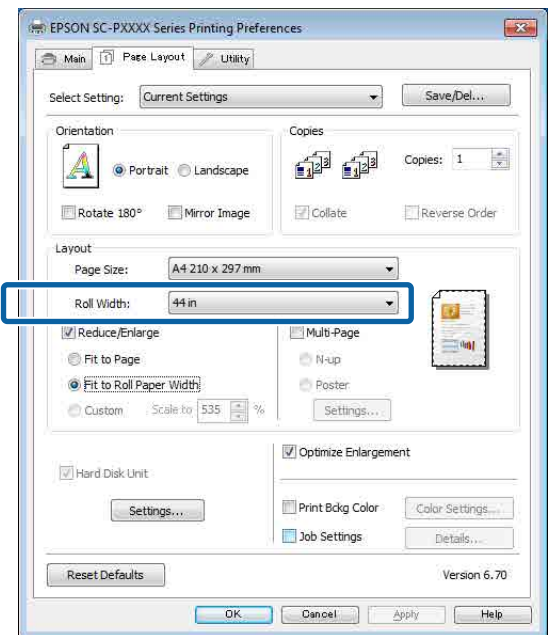 EPSON SC-PXXXX Series Printing Preferences
Main Page Layout Utility
Select Setting: Current Settings Save/Del...
Orientation
Portrait Landscape
Rotate 180° Mirror Image
Copies
Copies: 1
Collate Reverse Order
Layout
Page Size: A4 210 x 297 mm
Roll Width: 44 in
Reduce/Enlarge
Fit to Page
Fit to Roll Paper Width
Custom Scale to 535 %
Multi-Page
N-up
Poster
Settings...
Hard Disk Unit
Settings...
Optimize Enlargement
Print Bckg Color Color Settings...
Job Settings Details...
Reset Defaults Version 6.70
OK Cancel Apply Help